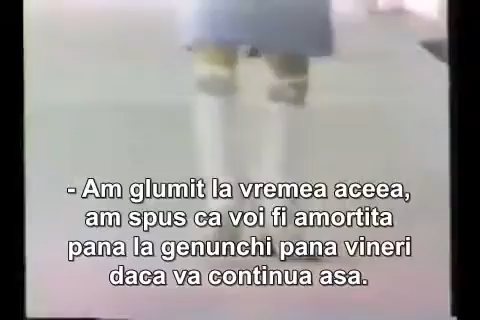 - Am glumit la vremea aceea,
am spus ca voi fi amortita
pana la genunchi pana vineri
daca va continua asa.